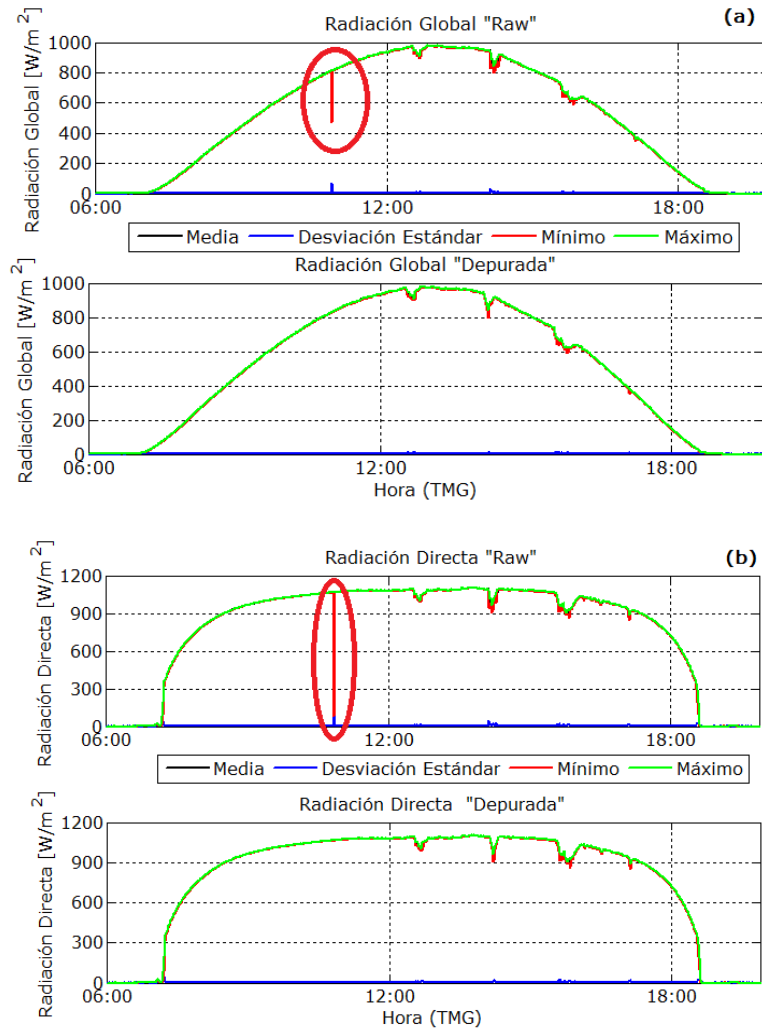 Radiación Global "Raw"
(a)
Radiación Global [W/m²]
1000
800
600
400
200
0
06:00 12:00 18:00
Media Desviación Estándar Mínimo Máximo
Radiación Global "Depurada"
Radiación Global [W/m²]
1000
800
600
400
200
0
06:00 12:00 18:00
Hora (TMG)
Radiación Directa "Raw"
(b)
Radiación Directa [W/m²]
1200
900
600
300
0
06:00 12:00 18:00
Media Desviación Estándar Mínimo Máximo
Radiación Directa "Depurada"
Radiación Directa [W/m²]
1200
900
600
300
0
06:00 12:00 18:00
Hora (TMG)